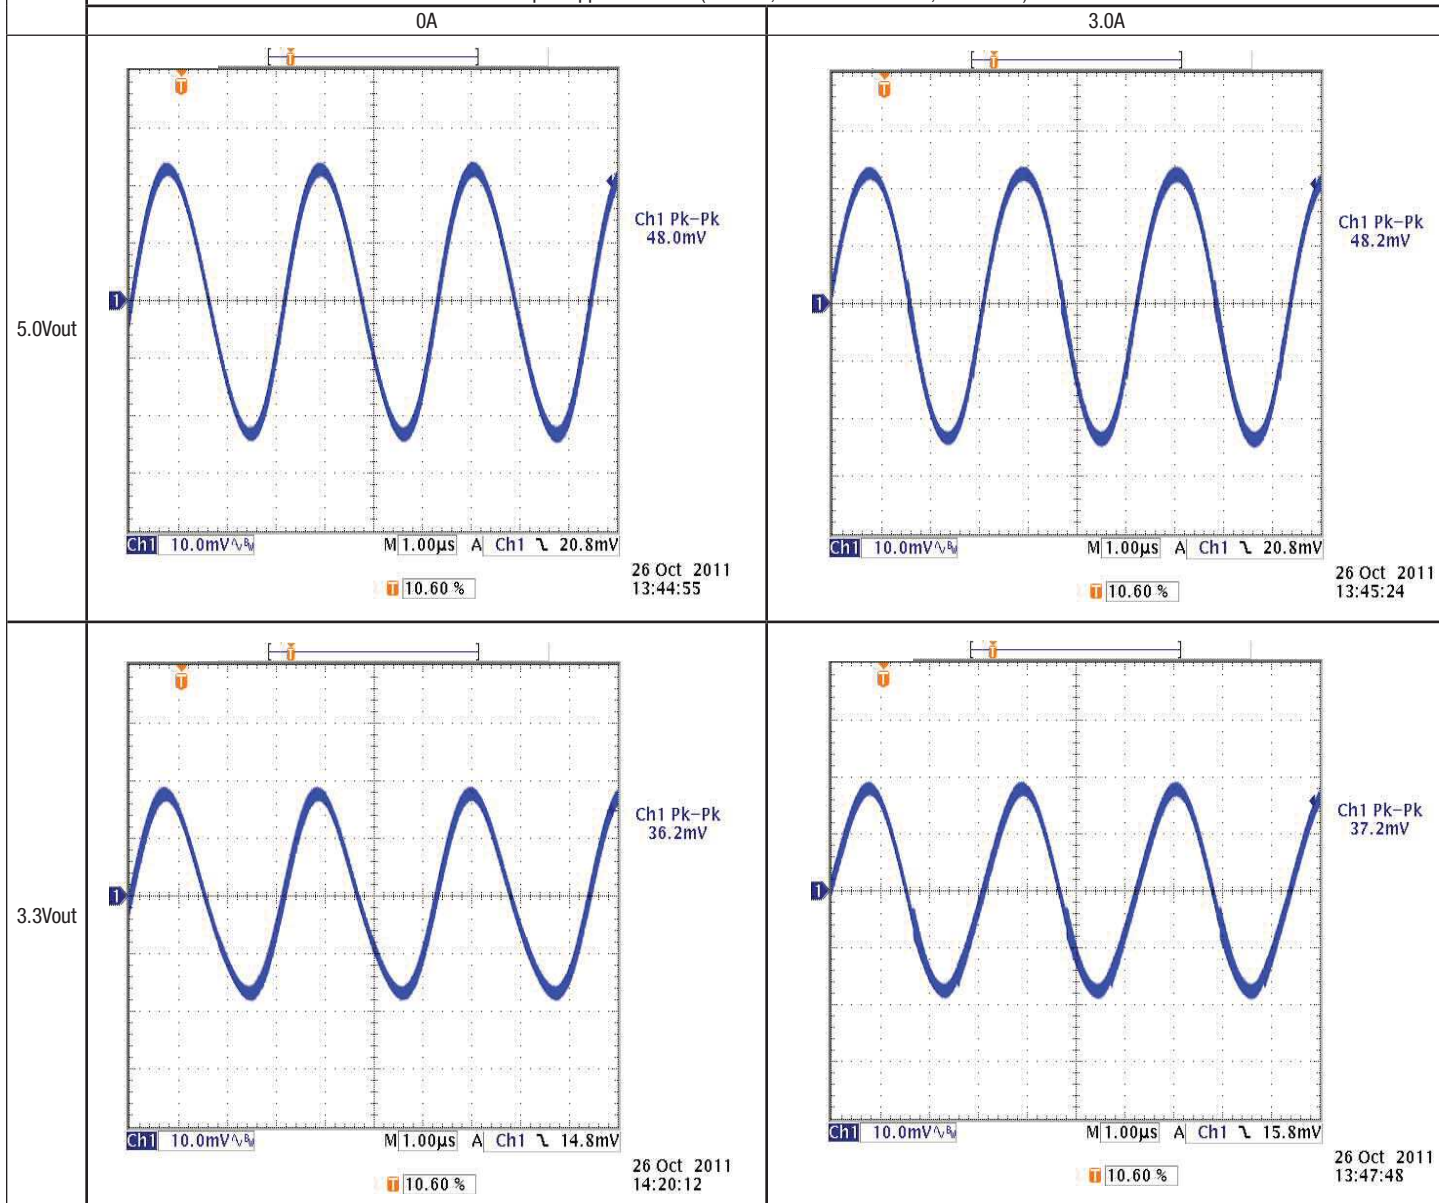 0A
3.0A
5.0Vout
T
T
1
Ch1 Pk-Pk
48.0mV
Ch1 10.0mV M 1.00µs A Ch1 20.8mV
T 10.60 %
26 Oct 2011
13:44:55
T
T
1
Ch1 Pk-Pk
48.2mV
Ch1 10.0mV M 1.00µs A Ch1 20.8mV
T 10.60 %
26 Oct 2011
13:45:24
3.3Vout
T
T
1
Ch1 Pk-Pk
36.2mV
Ch1 10.0mV M 1.00µs A Ch1 14.8mV
T 10.60 %
26 Oct 2011
14:20:12
T
T
1
Ch1 Pk-Pk
37.2mV
Ch1 10.0mV M 1.00µs A Ch1 15.8mV
T 10.60 %
26 Oct 2011
13:47:48